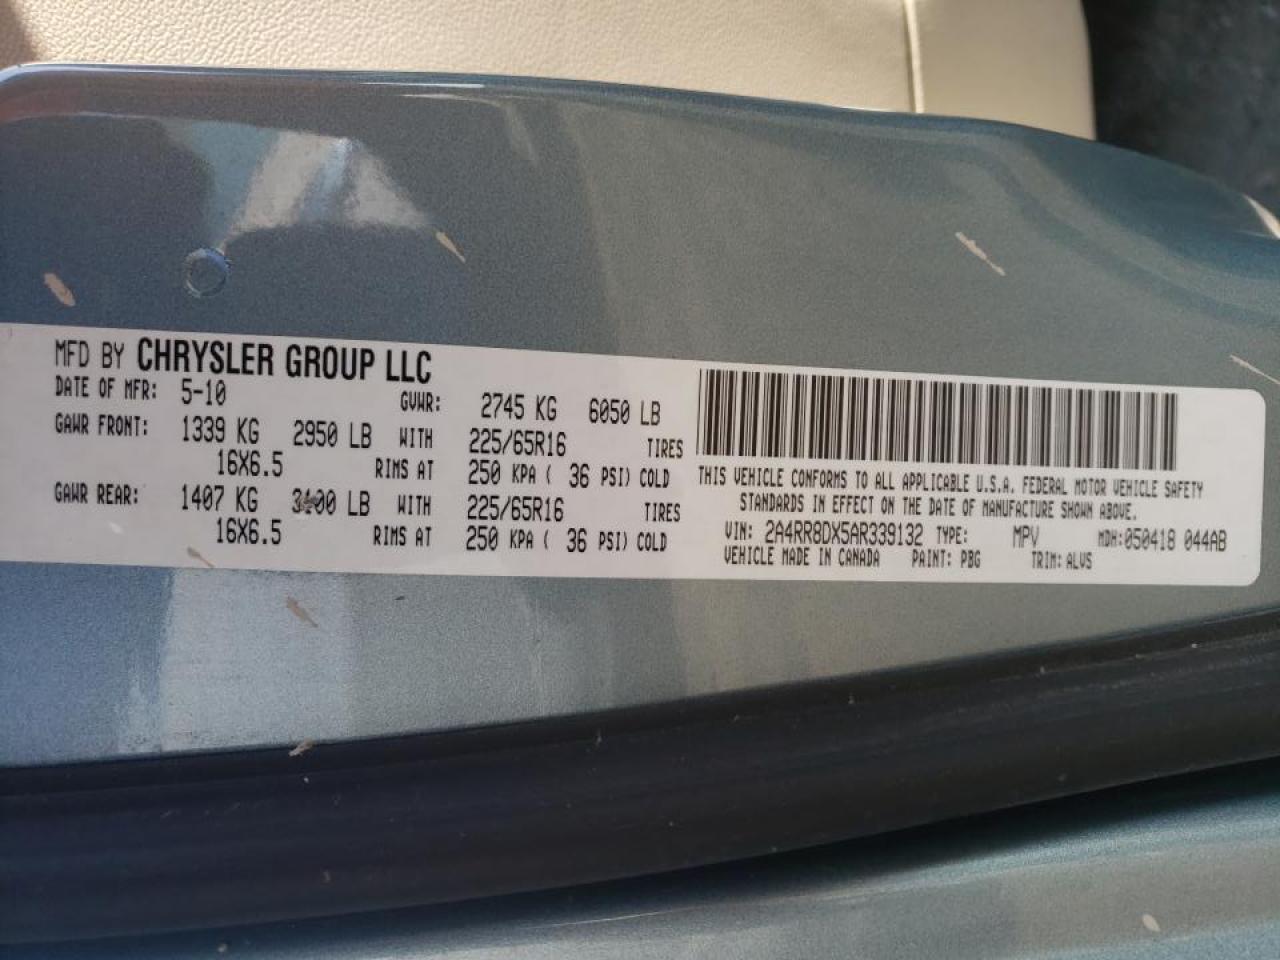 MFD BY CHRYSLER GROUP LLC
DATE OF MFR: 5-10 GVWR: 2745 KG 6050 LB
GAWR FRONT: 1339 KG 2950 LB WITH 225/65R16 TIRES
16X6.5 RIMS AT 250 KPA ( 36 PSI) COLD
GAWR REAR: 1407 KG 3100 LB WITH 225/65R16 TIRES
16X6.5 RIMS AT 250 KPA ( 36 PSI) COLD
THIS VEHICLE CONFORMS TO ALL APPLICABLE U.S.A. FEDERAL MOTOR VEHICLE SAFETY
STANDARDS IN EFFECT ON THE DATE OF MANUFACTURE SHOWN ABOVE.
VIN: 2A4RR8DX5AR339132 TYPE: MPV MDH:050418 044AB
VEHICLE MADE IN CANADA PAINT: PBG TRIM: ALVS